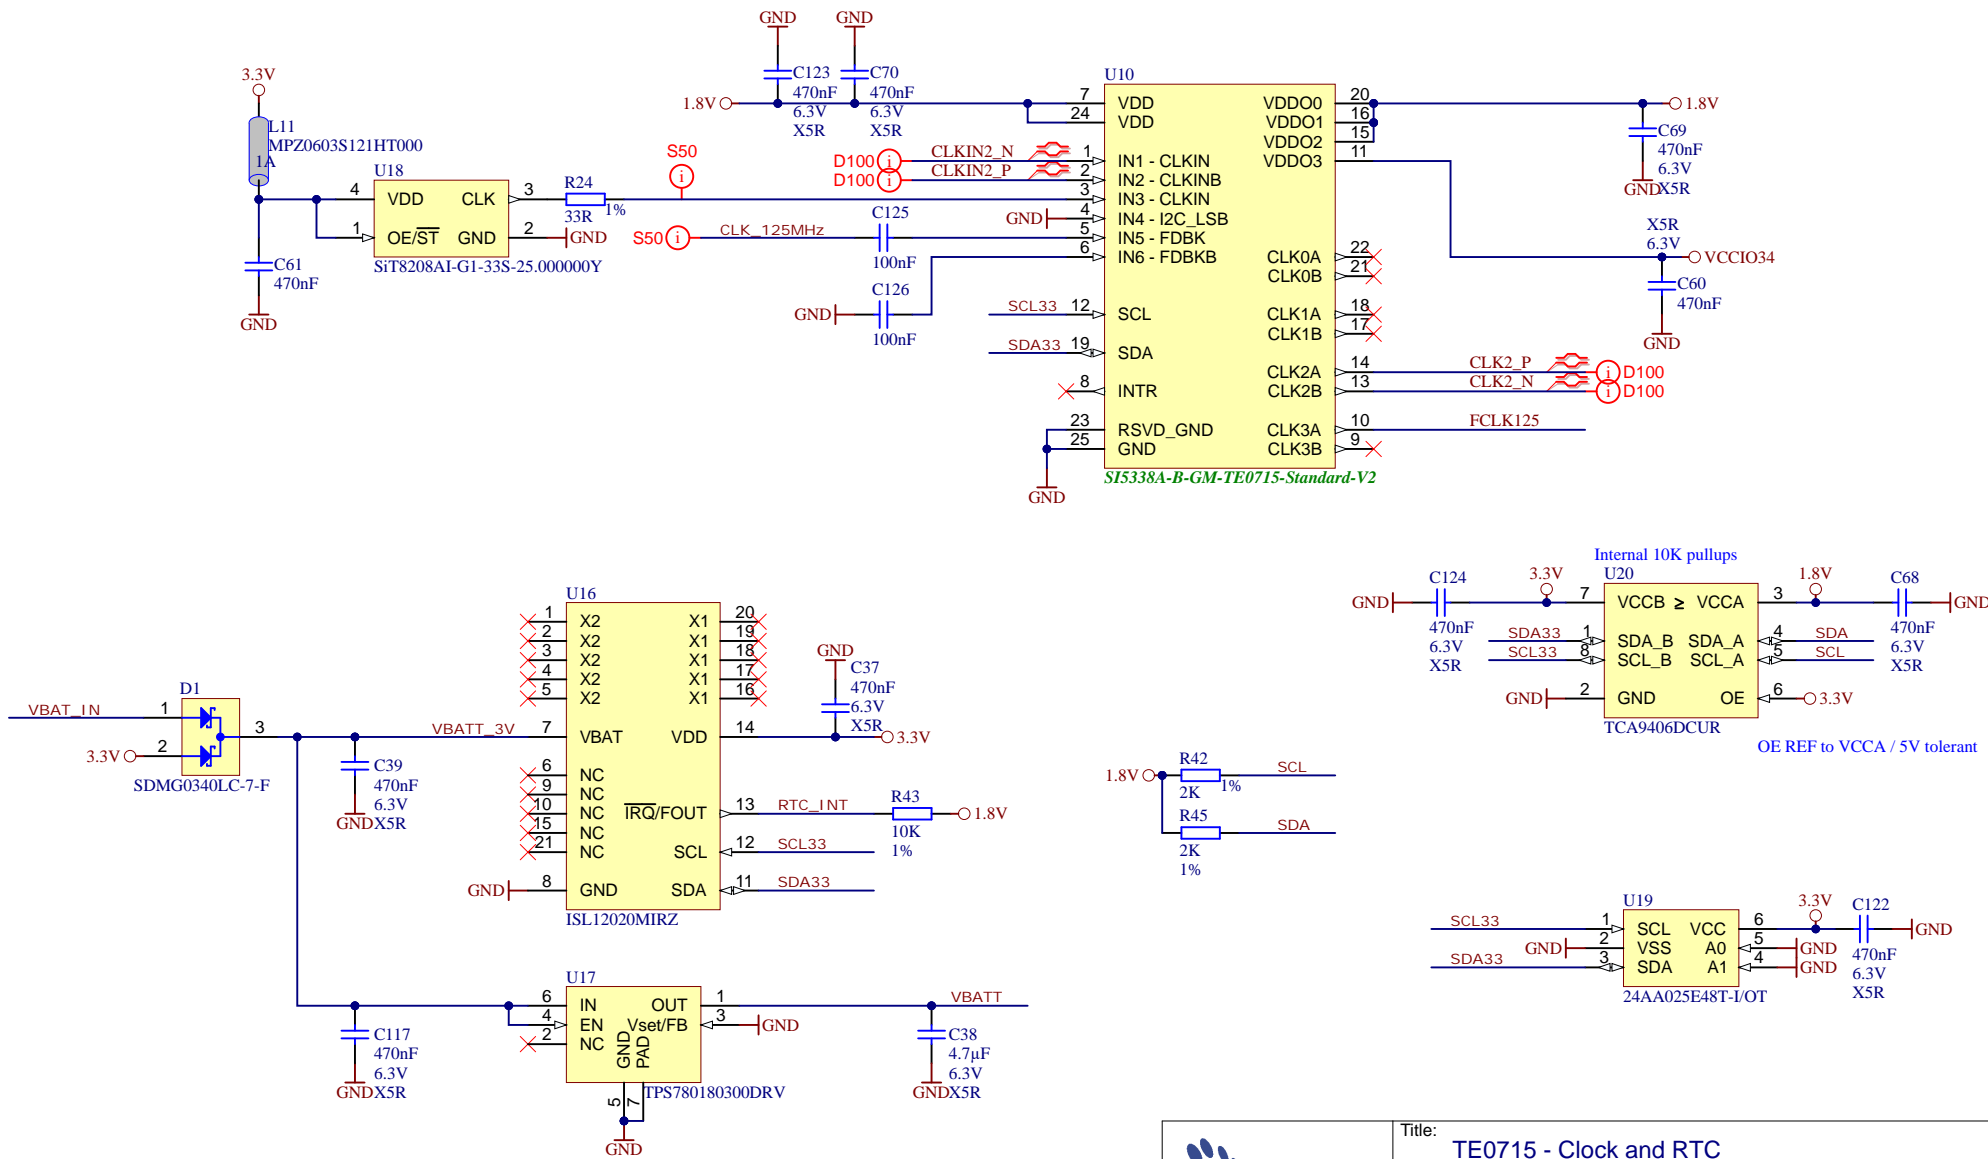 GND
GND
C123
470nF
6.3V
X5R
C70
470nF
6.3V
X5R
1.8V
3.3V
L11
MPZ0603S121HT000
1A
U18
4 VDD CLK 3
1 OE/ST GND 2
GND
SiT8208AI-G1-33S-25.000000Y
C61
470nF
GND
R24
33R 1%
S50
i
D100 i CLKIN2_N
D100 i CLKIN2_P
GND
S50 i CLK_125MHz
C125
100nF
GND
C126
100nF
SCL33
SDA33
U10
7 VDD VDDO0 20
24 VDD VDDO1 16
VDDO2 15
1 IN1 - CLKIN VDDO3 11
2 IN2 - CLKINB
3 IN3 - CLKIN
4 IN4 - I2C_LSB
5 IN5 - FDBK
6 IN6 - FDBKB CLK0A 22
CLK0B 21
12 SCL CLK1A 18
CLK1B 17
19 SDA
CLK2A 14 CLK2_P i D100
8 INTR CLK2B 13 CLK2_N i D100
23 RSVD_GND CLK3A 10 FCLK125
25 GND CLK3B 9
SI5338A-B-GM-TE0715-Standard-V2
GND
1.8V
C69
470nF
6.3V
GND X5R
X5R
6.3V
VCCIO34
C60
470nF
GND
VBAT_IN
D1
1
2
3
3.3V
SDMG0340LC-7-F
VBATT_3V
C39
470nF
6.3V
GND X5R
U16
1 X2 X1 20
2 X2 X1 19
3 X2 X1 18
4 X2 X1 17
5 X2 X1 16
7 VBAT VDD 14
6 NC
9 NC
10 NC IRQ/FOUT 13 RTC_INT
15 NC
21 NC SCL 12 SCL33
GND 8 GND SDA 11 SDA33
ISL12020MIRZ
GND
C37
470nF
6.3V
X5R
3.3V
R43
10K
1%
1.8V
C117
470nF
6.3V
GND X5R
U17
6 IN OUT 1 VBATT
4 EN Vset/FB 3 GND
2 NC
GND
PAD
5
7
TPS780180300DRV
GND
C38
4.7µF
6.3V
GND X5R
1.8V
R42
2K 1%
SCL
R45
2K
1%
SDA
Internal 10K pullups
U20
GND
C124
470nF
6.3V
X5R
3.3V
7 VCCB ≥ VCCA 3
SDA33 1 SDA_B SDA_A 4 SDA
SCL33 8 SCL_B SCL_A 5 SCL
GND 2 GND OE 6 3.3V
TCA9406DCUR
1.8V
C68
470nF
6.3V
X5R
GND
OE REF to VCCA / 5V tolerant
U19
SCL33 1 SCL VCC 6
GND 2 VSS A0 5 GND
SDA33 3 SDA A1 4 GND
24AA025E48T-I/OT
3.3V
C122
470nF
6.3V
X5R
GND
Title:
TE0715 - Clock and RTC